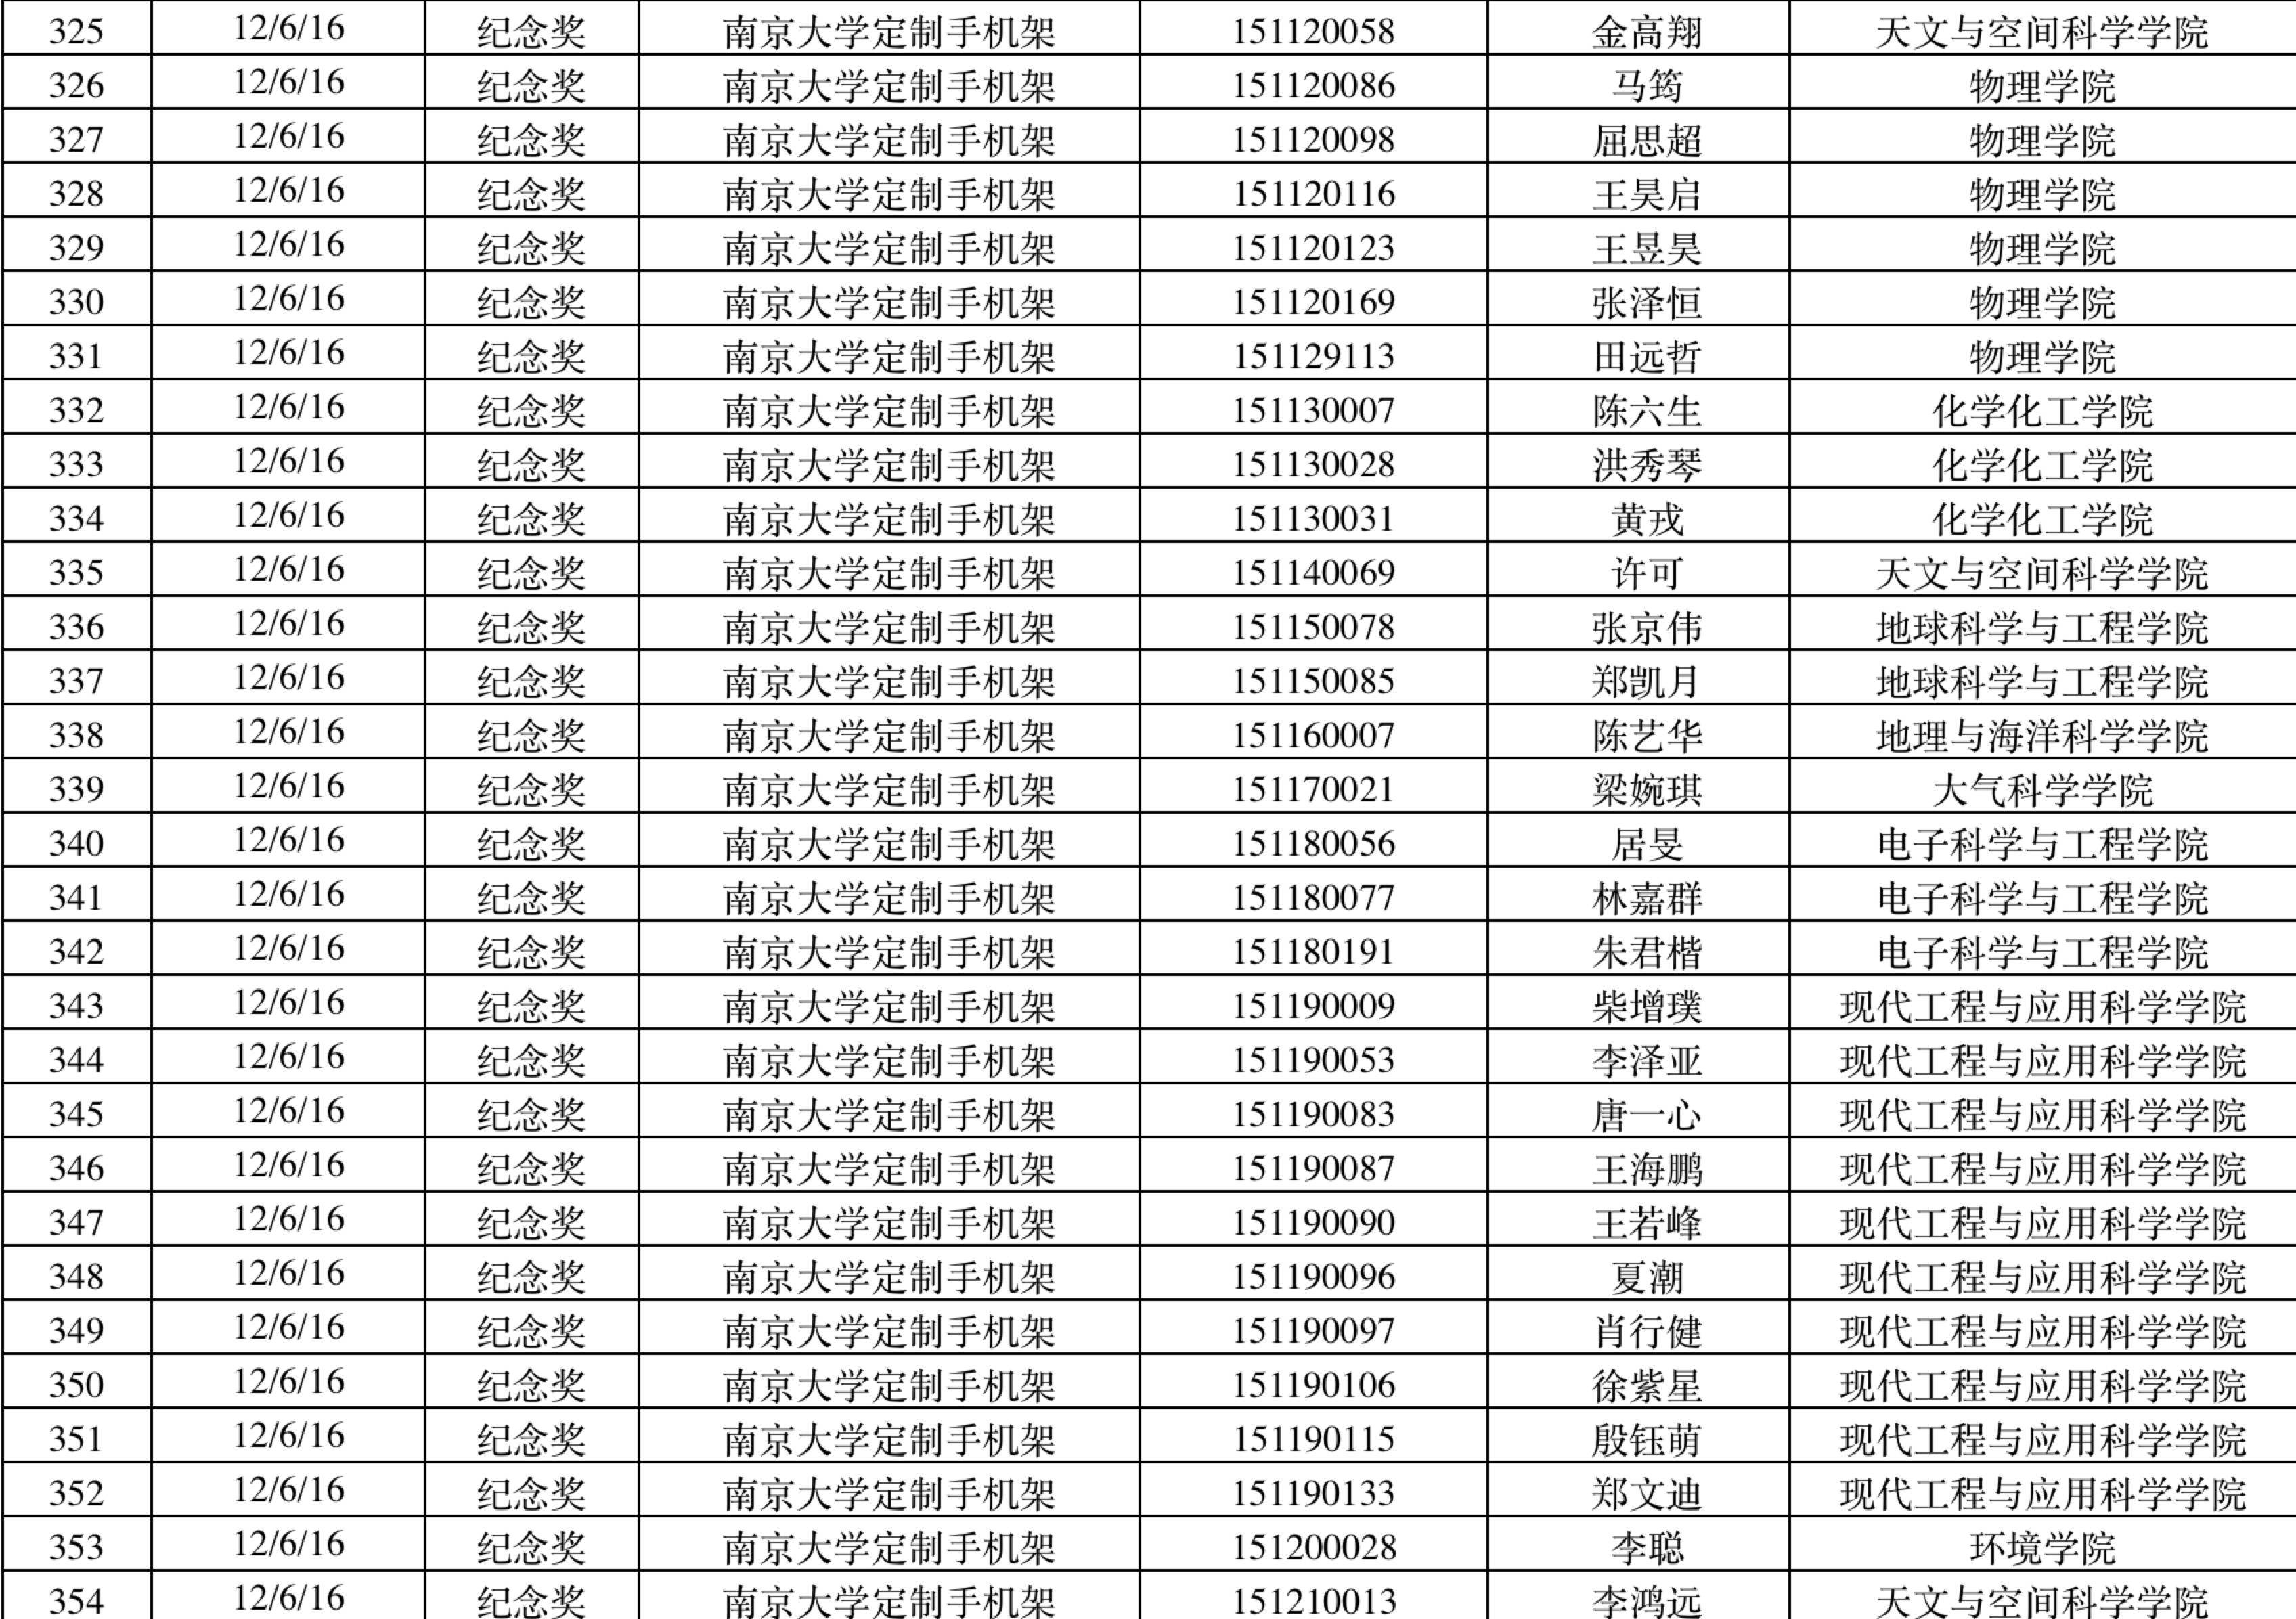 325 12/6/16 纪念奖 南京大学定制手机架 151120058 金高翔 天文与空间科学学院
326 12/6/16 纪念奖 南京大学定制手机架 151120086 马筠 物理学院
327 12/6/16 纪念奖 南京大学定制手机架 151120098 屈思超 物理学院
328 12/6/16 纪念奖 南京大学定制手机架 151120116 王昊启 物理学院
329 12/6/16 纪念奖 南京大学定制手机架 151120123 王昱昊 物理学院
330 12/6/16 纪念奖 南京大学定制手机架 151120169 张泽恒 物理学院
331 12/6/16 纪念奖 南京大学定制手机架 151129113 田远哲 物理学院
332 12/6/16 纪念奖 南京大学定制手机架 151130007 陈六生 化学化工学院
333 12/6/16 纪念奖 南京大学定制手机架 151130028 洪秀琴 化学化工学院
334 12/6/16 纪念奖 南京大学定制手机架 151130031 黄戎 化学化工学院
335 12/6/16 纪念奖 南京大学定制手机架 151140069 许可 天文与空间科学学院
336 12/6/16 纪念奖 南京大学定制手机架 151150078 张京伟 地球科学与工程学院
337 12/6/16 纪念奖 南京大学定制手机架 151150085 郑凯月 地球科学与工程学院
338 12/6/16 纪念奖 南京大学定制手机架 151160007 陈艺华 地理与海洋科学学院
339 12/6/16 纪念奖 南京大学定制手机架 151170021 梁婉琪 大气科学学院
340 12/6/16 纪念奖 南京大学定制手机架 151180056 居旻 电子科学与工程学院
341 12/6/16 纪念奖 南京大学定制手机架 151180077 林嘉群 电子科学与工程学院
342 12/6/16 纪念奖 南京大学定制手机架 151180191 朱君楷 电子科学与工程学院
343 12/6/16 纪念奖 南京大学定制手机架 151190009 柴增璞 现代工程与应用科学学院
344 12/6/16 纪念奖 南京大学定制手机架 151190053 李泽亚 现代工程与应用科学学院
345 12/6/16 纪念奖 南京大学定制手机架 151190083 唐一心 现代工程与应用科学学院
346 12/6/16 纪念奖 南京大学定制手机架 151190087 王海鹏 现代工程与应用科学学院
347 12/6/16 纪念奖 南京大学定制手机架 151190090 王若峰 现代工程与应用科学学院
348 12/6/16 纪念奖 南京大学定制手机架 151190096 夏潮 现代工程与应用科学学院
349 12/6/16 纪念奖 南京大学定制手机架 151190097 肖行健 现代工程与应用科学学院
350 12/6/16 纪念奖 南京大学定制手机架 151190106 徐紫星 现代工程与应用科学学院
351 12/6/16 纪念奖 南京大学定制手机架 151190115 殷钰萌 现代工程与应用科学学院
352 12/6/16 纪念奖 南京大学定制手机架 151190133 郑文迪 现代工程与应用科学学院
353 12/6/16 纪念奖 南京大学定制手机架 151200028 李聪 环境学院
354 12/6/16 纪念奖 南京大学定制手机架 151210013 李鸿远 天文与空间科学学院